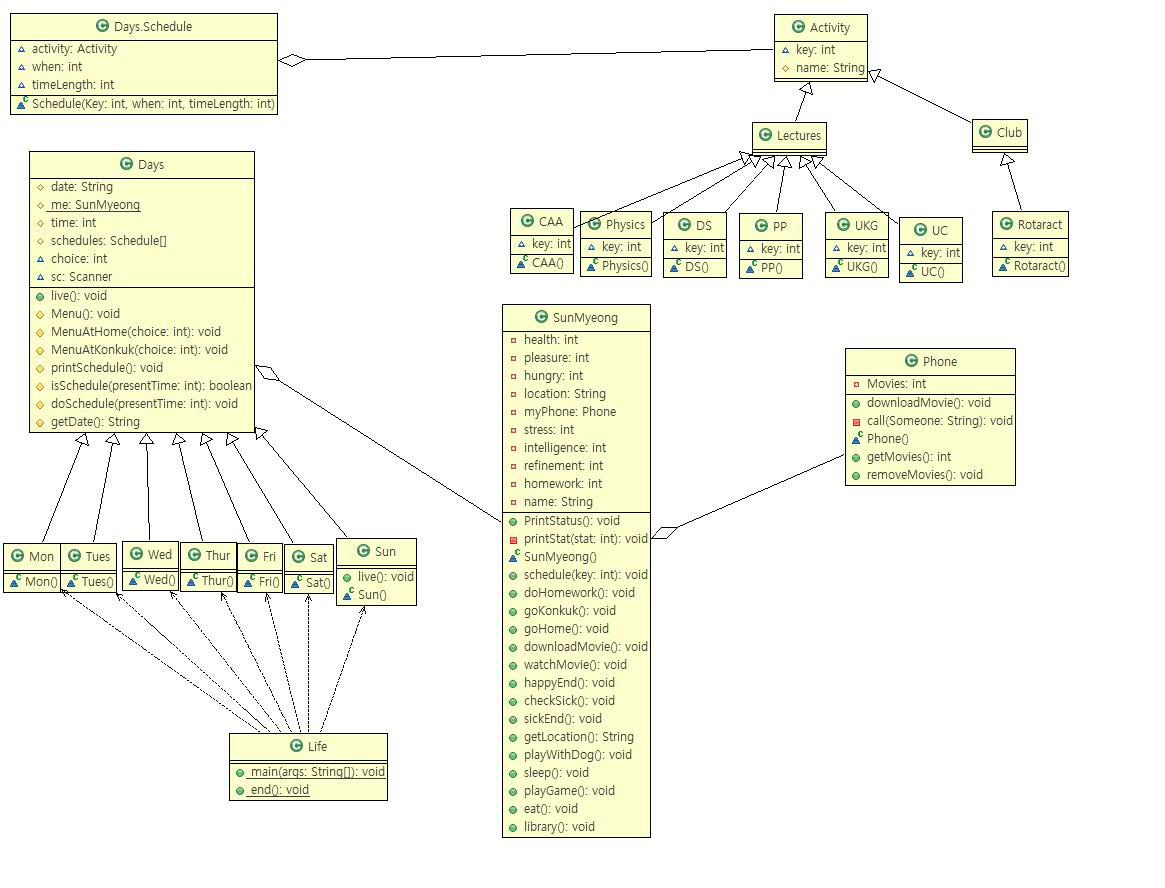 Days.Schedule
activity: Activity
when: int
timeLength: int
Schedule(Key: int, when: int, timeLength: int)
Activity
key: int
name: String
Lectures
Club
CAA
key: int
CAA()
Physics
key: int
Physics()
DS
key: int
DS()
PP
key: int
PP()
UKG
key: int
UKG()
UC
key: int
UC()
Rotaract
key: int
Rotaract()
Days
date: String
me: SunMyeong
time: int
schedules: Schedule[]
choice: int
sc: Scanner
live(): void
Menu(): void
MenuAtHome(choice: int): void
MenuAtKonkuk(choice: int): void
printSchedule(): void
isSchedule(presentTime: int): boolean
doSchedule(presentTime: int): void
getDate(): String
SunMyeong
health: int
pleasure: int
hungry: int
location: String
myPhone: Phone
stress: int
intelligence: int
refinement: int
homework: int
name: String
PrintStatus(): void
printStat(stat: int): void
SunMyeong()
schedule(key: int): void
doHomework(): void
goKonkuk(): void
goHome(): void
downloadMovie(): void
watchMovie(): void
happyEnd(): void
checkSick(): void
sickEnd(): void
getLocation(): String
playWithDog(): void
sleep(): void
playGame(): void
eat(): void
library(): void
Phone
Movies: int
downloadMovie(): void
call(Someone: String): void
Phone()
getMovies(): int
removeMovies(): void
Mon
Mon()
Tues
Tues()
Wed
Wed()
Thur
Thur()
Fri
Fri()
Sat
Sat()
Sun
live(): void
Sun()
Life
main(args: String[]): void
end(): void